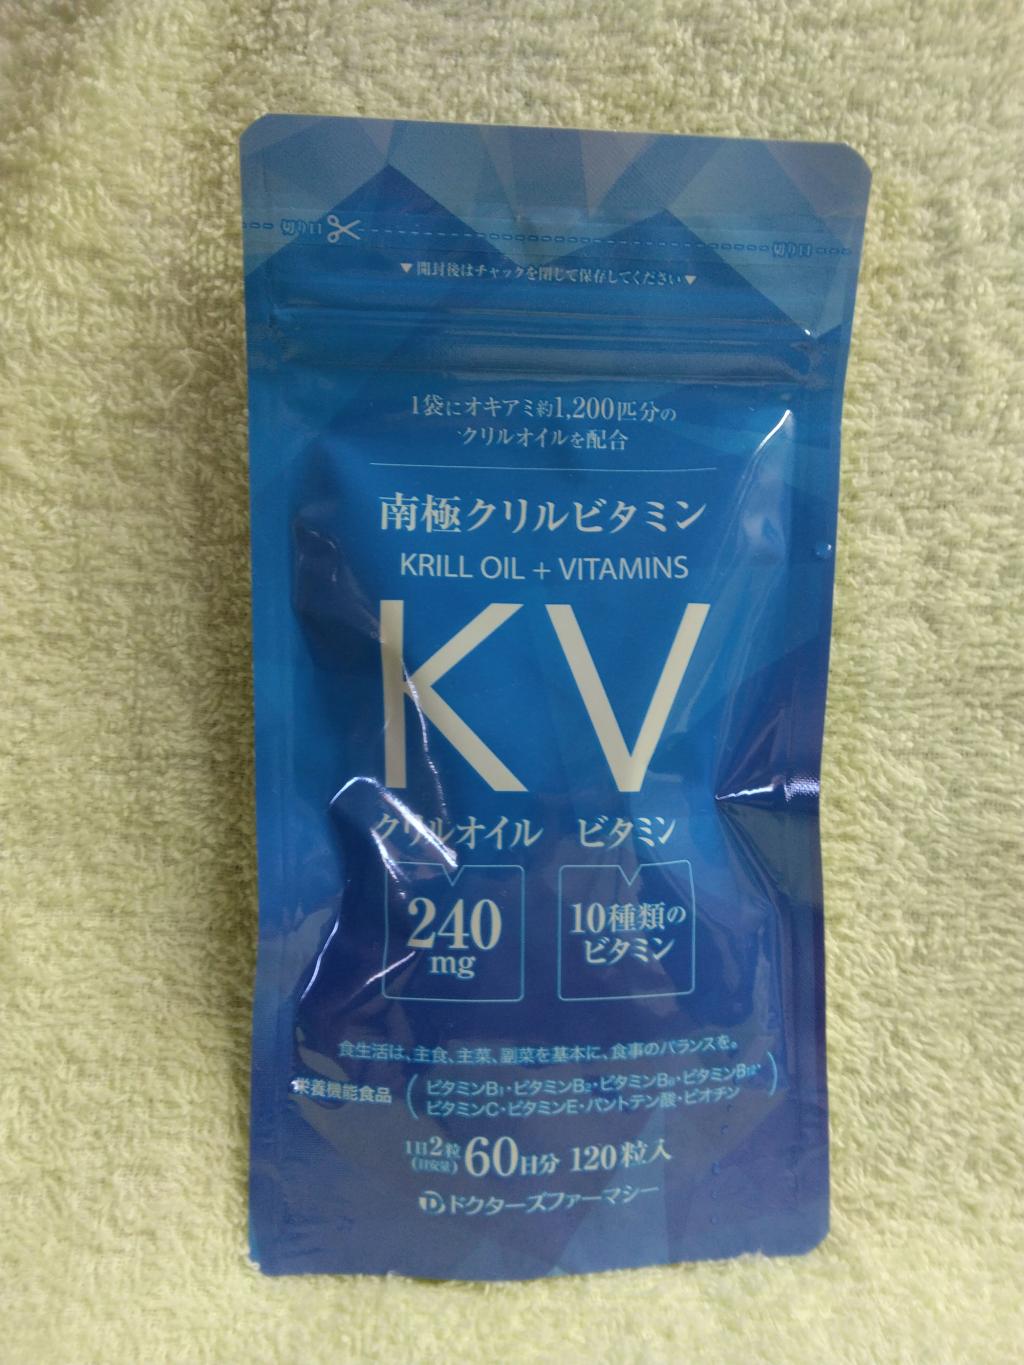 切り口
切り口
▼開封後はチャックを閉じて保存してください▼
1袋にオキアミ約1,200匹分の
クリルオイルを配合
南極クリルビタミン
KRILL OIL + VITAMINS
KV
クリルオイル ビタミン
240
mg
10種類の
ビタミン
食生活は、主食、主菜、副菜を基本に、食事のバランスを。
栄養機能食品
(ビタミンB1・ビタミンB2・ビタミンB6・ビタミンB12・
ビタミンC・ビタミンE・パントテン酸・ビオチン)
1日2粒
(目安量)
60日分 120粒入
ドクターズファーマシー